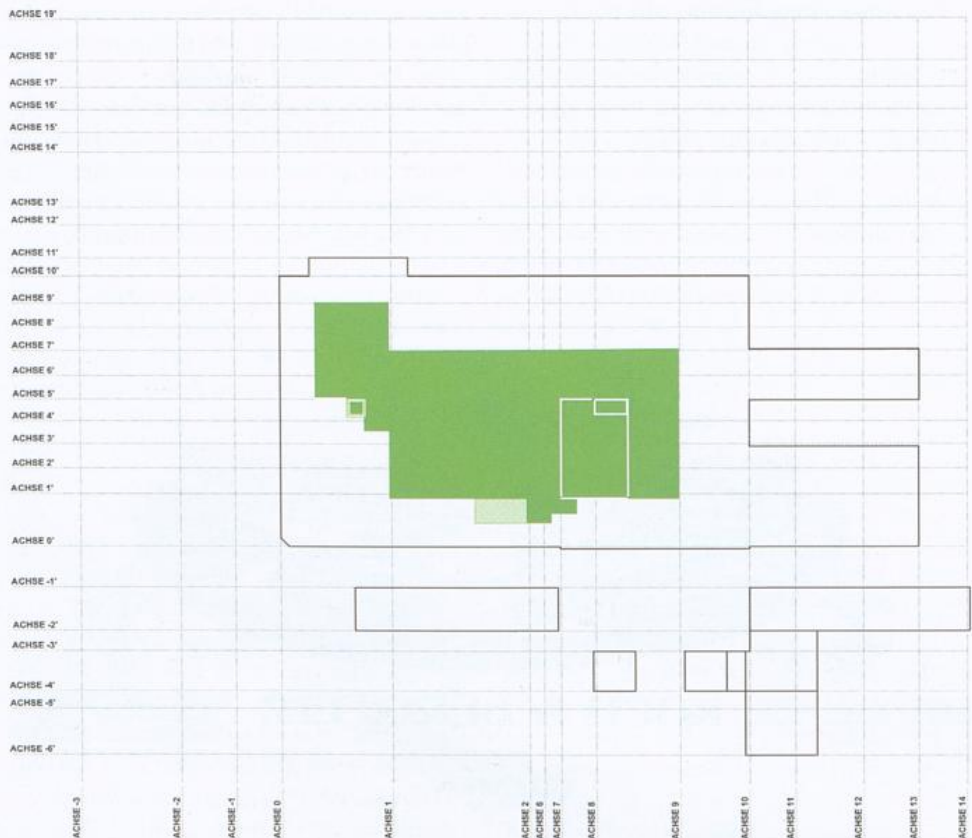 ACHSE 19'
ACHSE 18'
ACHSE 17'
ACHSE 16'
ACHSE 15'
ACHSE 14'
ACHSE 13'
ACHSE 12'
ACHSE 11'
ACHSE 10'
ACHSE 9'
ACHSE 8'
ACHSE 7'
ACHSE 6'
ACHSE 5'
ACHSE 4'
ACHSE 3'
ACHSE 2'
ACHSE 1'
ACHSE 0'
ACHSE -1'
ACHSE -2'
ACHSE -3'
ACHSE -4'
ACHSE -5'
ACHSE -6'
ACHSE -3
ACHSE -2
ACHSE -1
ACHSE 0
ACHSE 1
ACHSE 2
ACHSE 6
ACHSE 7
ACHSE 8
ACHSE 9
ACHSE 10
ACHSE 11
ACHSE 12
ACHSE 13
ACHSE 14